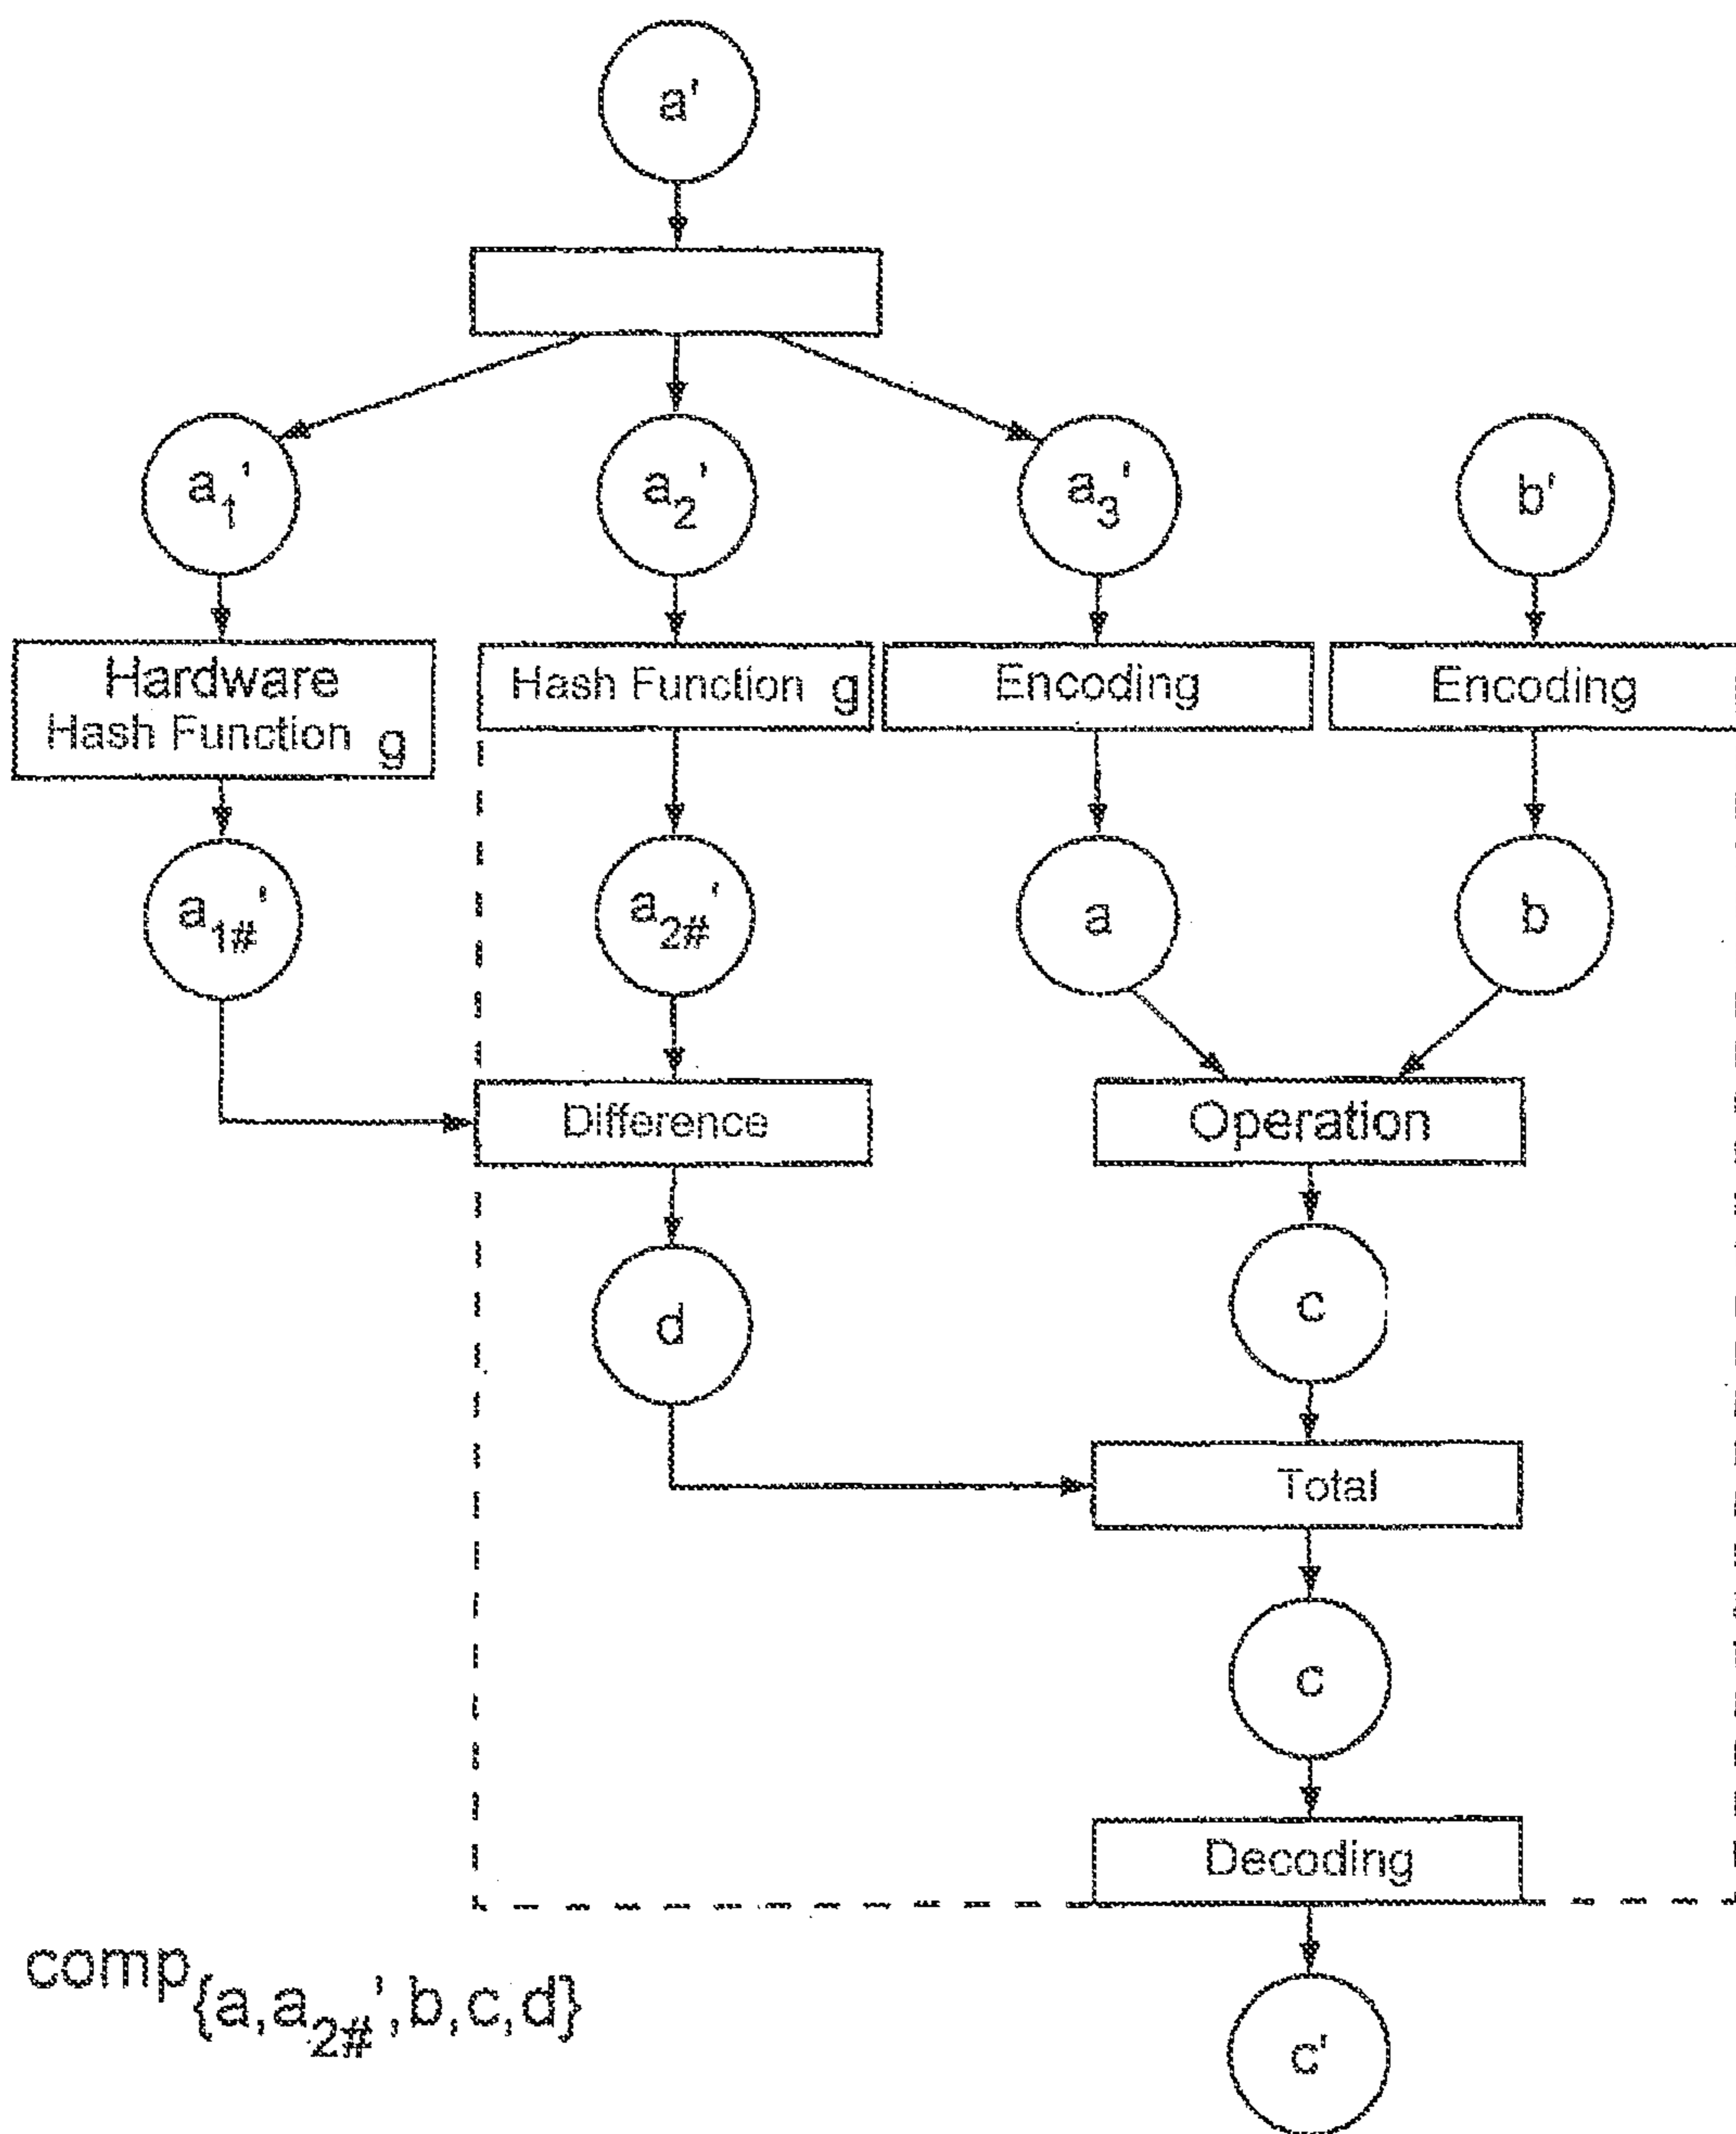 a'
a₁'
a₂'
a₃'
b'
Hardware
Hash Function g
Hash Function g
Encoding
Encoding
a₁#'
a₂#'
a
b
Difference
Operation
d
c
Total
c
Decoding
comp{a,a₂#',b,c,d}
c'